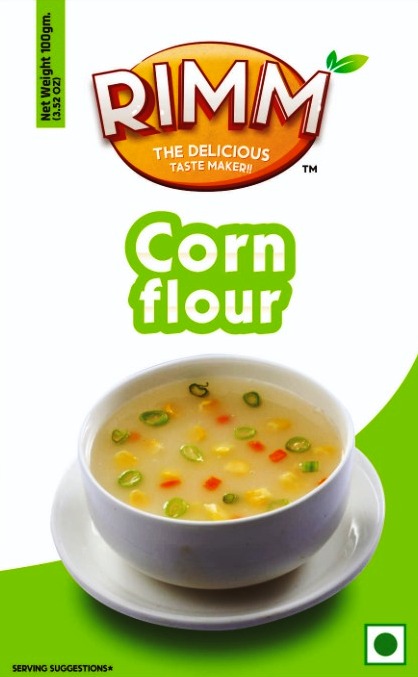 Net Weight 100gm.
(3.52 OZ)
RIMM
THE DELICIOUS
TASTE MAKER!!
TM
Corn
flour
SERVING SUGGESTIONS*